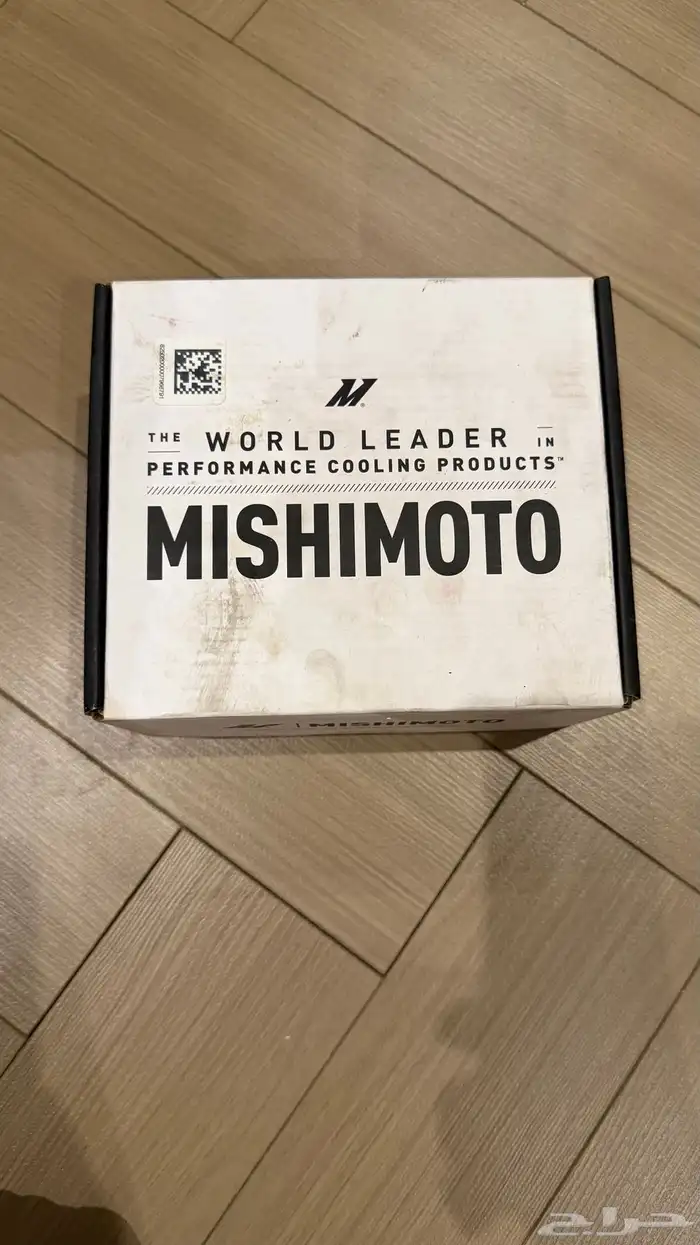 THE WORLD LEADER IN
PERFORMANCE COOLING PRODUCTS™
MISHIMOTO
MISHIMOTO
حراج